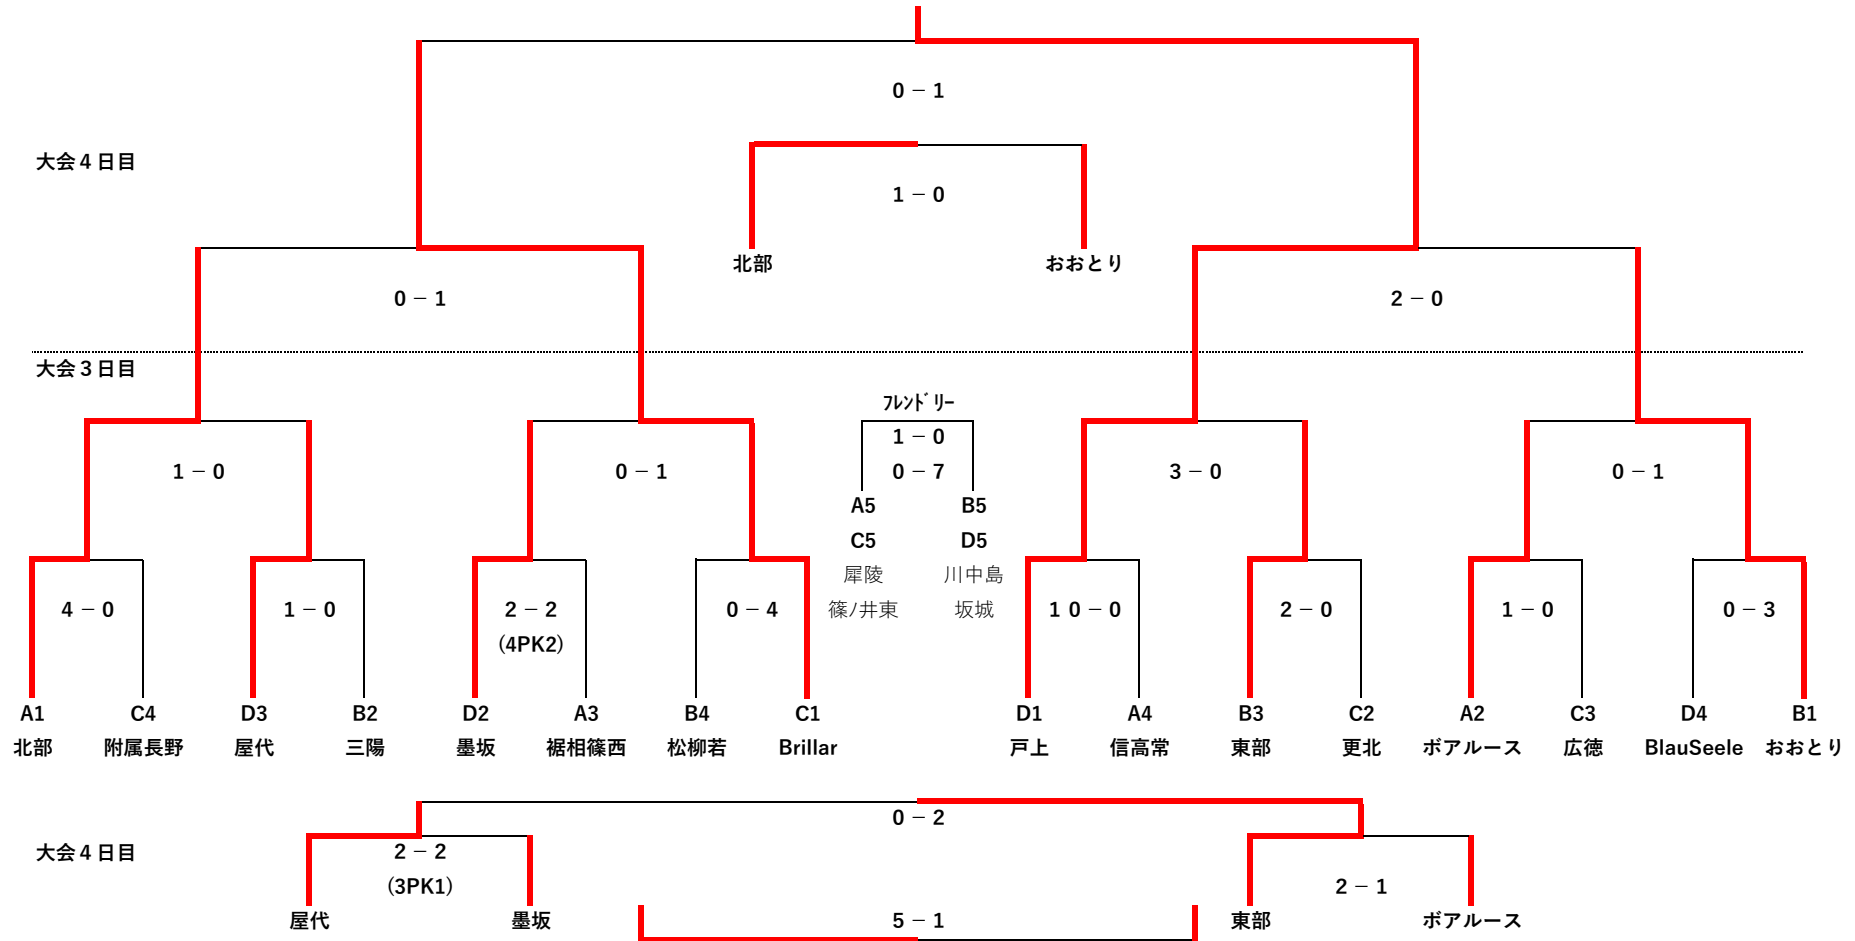 0 − 1
大会４日目
1 − 0
北部 おおとり
0 − 1 2 − 0
大会３日目
ﾌﾚﾝﾄﾞﾘｰ
1 − 0
1 − 0 0 − 1 0 − 7 3 − 0 0 − 1
A5 B5
C5 D5
犀陵 川中島
4 − 0 1 − 0 2 − 2 0 − 4 篠ﾉ井東 坂城 1 0 − 0 2 − 0 1 − 0 0 − 3
(4PK2)
A1 C4 D3 B2 D2 A3 B4 C1 D1 A4 B3 C2 A2 C3 D4 B1
北部 附属長野 屋代 三陽 墨坂 裾相篠西 松柳若 Brillar 戸上 信高常 東部 更北 ボアルース 広徳 BlauSeele おおとり
0 − 2
大会４日目 2 − 2
(3PK1) 2 − 1
屋代 墨坂 5 − 1 東部 ボアルース